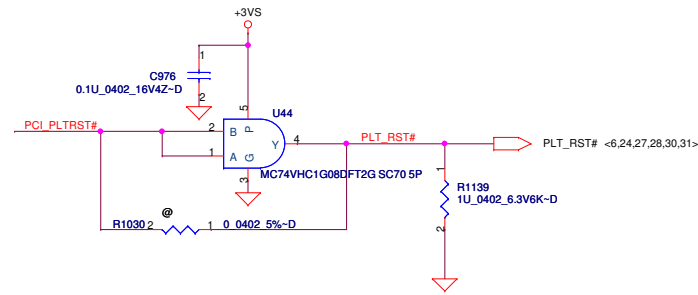 +3VS
1
C976
0.1U_0402_16V4Z~D
2
5
U44
PCI_PLTRST#
2
B
P
Y
4
PLT_RST#
PLT_RST# <6,24,27,28,30,31>
1
A
G
3
MC74VHC1G08DFT2G SC70 5P
1
R1139
1U_0402_6.3V6K~D
2
@
R1030
2
1
0_0402_5%~D